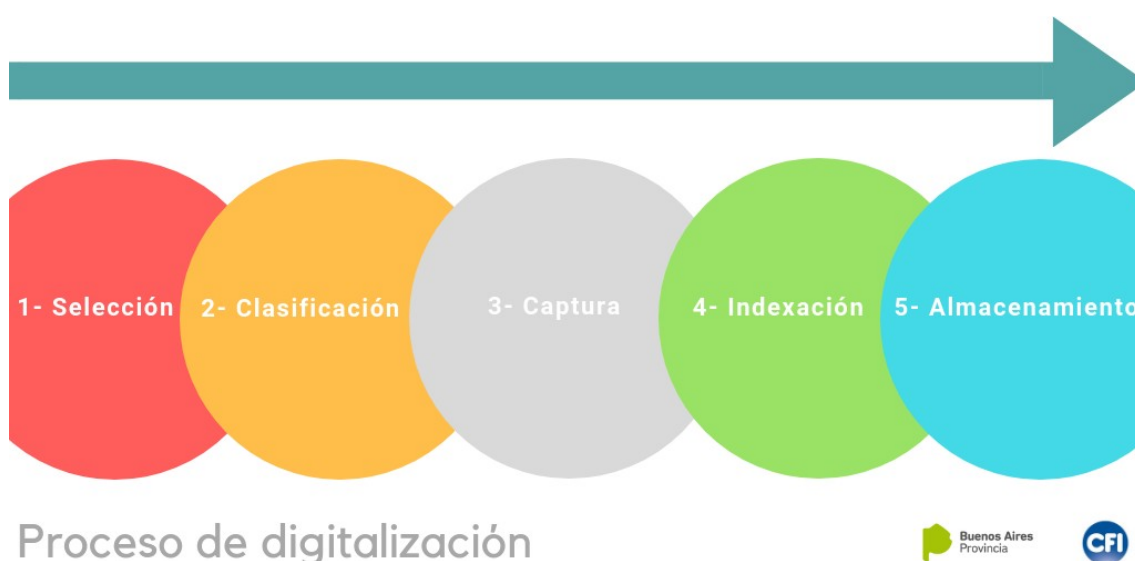 1- Selección
2- Clasificación
3- Captura
4- Indexación
5- Almacenamiento
Proceso de digitalización
Buenos Aires
Provincia
CFI